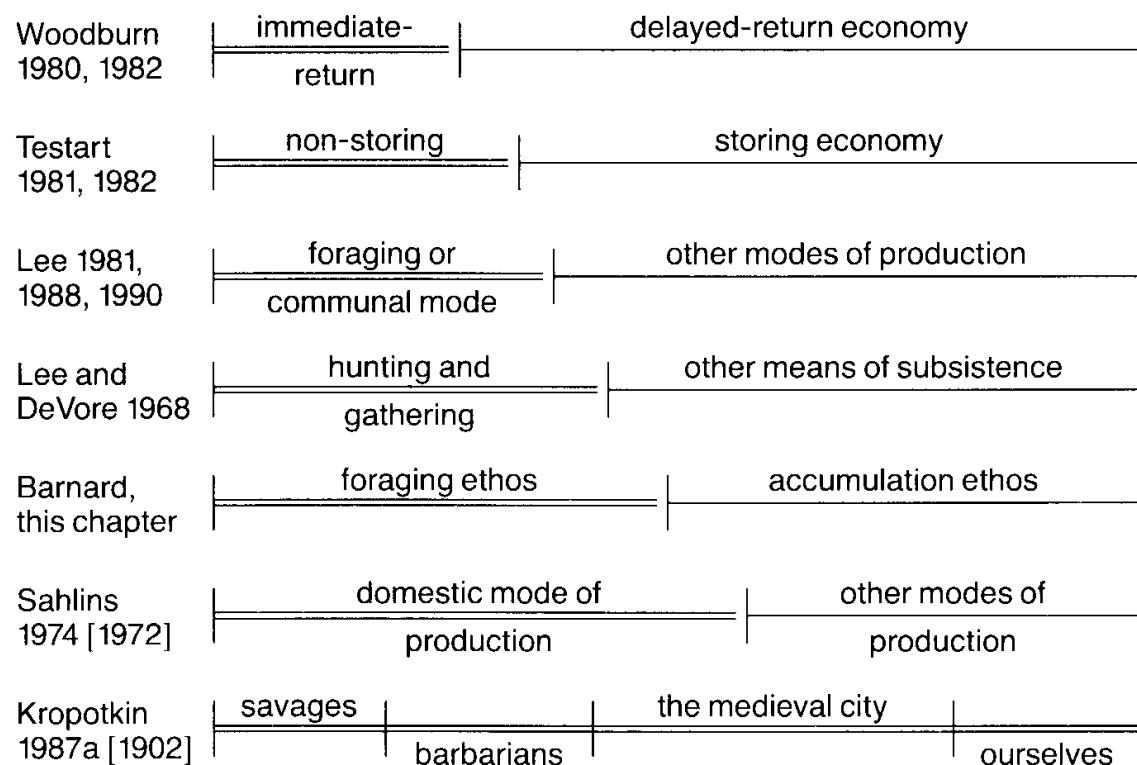 Woodburn immediate- delayed-return economy
1980, 1982 return
Testart non-storing storing economy
1981, 1982
Lee 1981, foraging or other modes of production
1988, 1990 communal mode
Lee and hunting and other means of subsistence
DeVore 1968 gathering
Barnard, foraging ethos accumulation ethos
this chapter
Sahlins domestic mode of other modes of
1974 [1972] production production
Kropotkin savages the medieval city
1987a [1902] barbarians ourselves